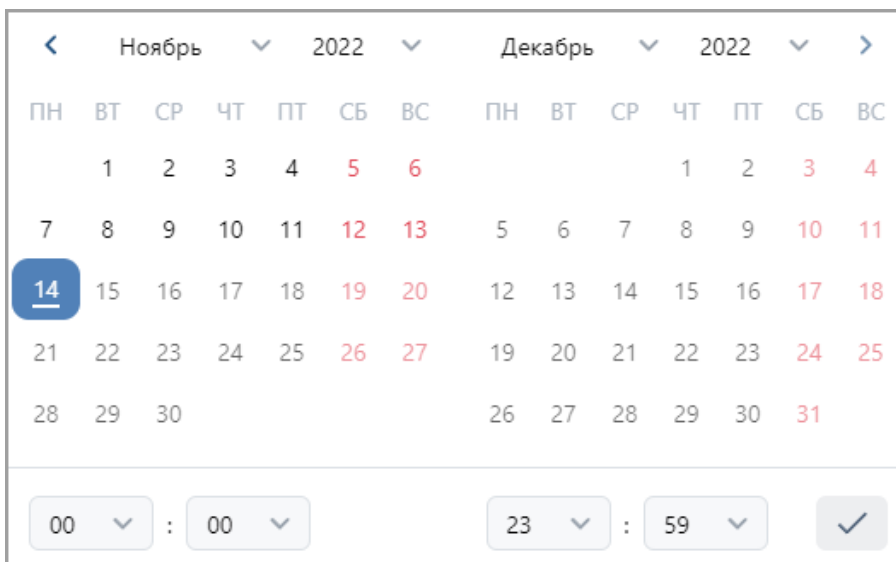 Ноябрь 2022 Декабрь 2022
ПН ВТ СР ЧТ ПТ СБ ВС ПН ВТ СР ЧТ ПТ СБ ВС
1 2 3 4 5 6 1 2 3 4
7 8 9 10 11 12 13 5 6 7 8 9 10 11
14 15 16 17 18 19 20 12 13 14 15 16 17 18
21 22 23 24 25 26 27 19 20 21 22 23 24 25
28 29 30 26 27 28 29 30 31
00 : 00 23 : 59